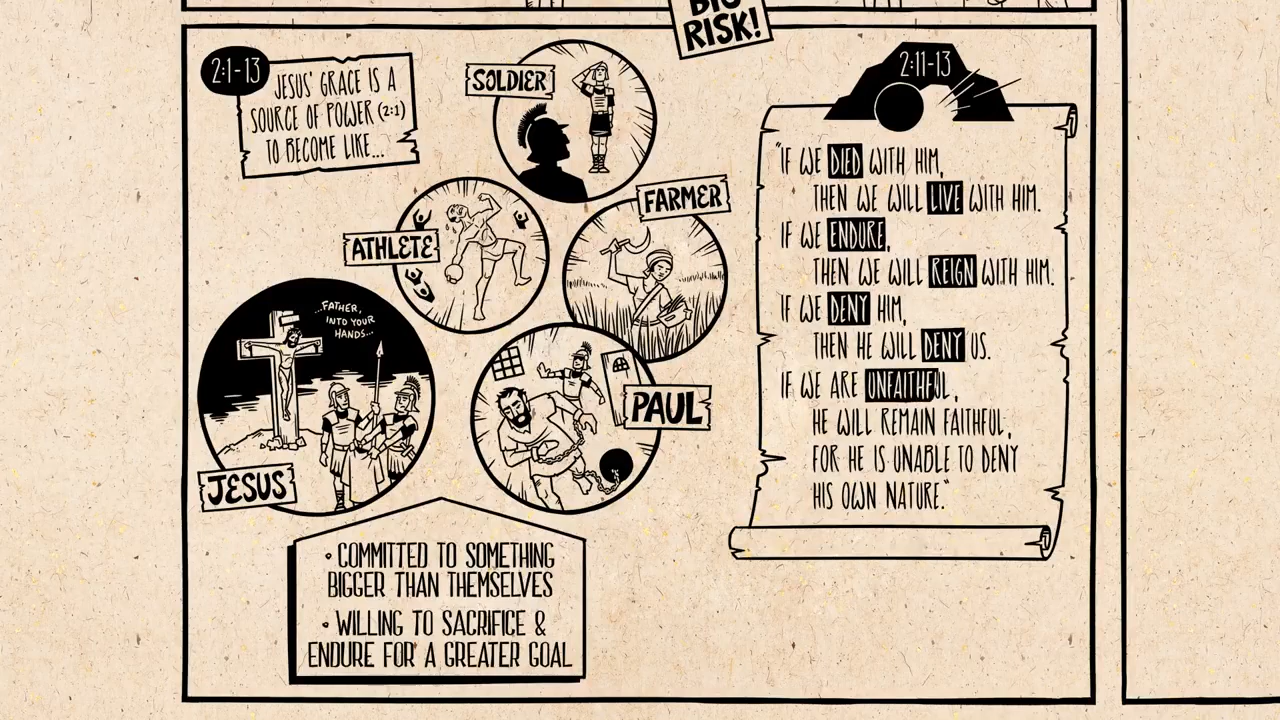 BIG
RISK!
2:1-13
JESUS' GRACE IS A
SOURCE OF POWER (2:1)
TO BECOME LIKE...
SOLDIER
ATHLETE
FARMER
...FATHER,
INTO YOUR
HANDS...
JESUS
PAUL
• COMMITTED TO SOMETHING
BIGGER THAN THEMSELVES
• WILLING TO SACRIFICE &
ENDURE FOR A GREATER GOAL
2:11-13
"IF WE DIED WITH HIM,
THEN WE WILL LIVE WITH HIM.
IF WE ENDURE,
THEN WE WILL REIGN WITH HIM.
IF WE DENY HIM,
THEN HE WILL DENY US.
IF WE ARE UNFAITHFUL,
HE WILL REMAIN FAITHFUL,
FOR HE IS UNABLE TO DENY
HIS OWN NATURE."